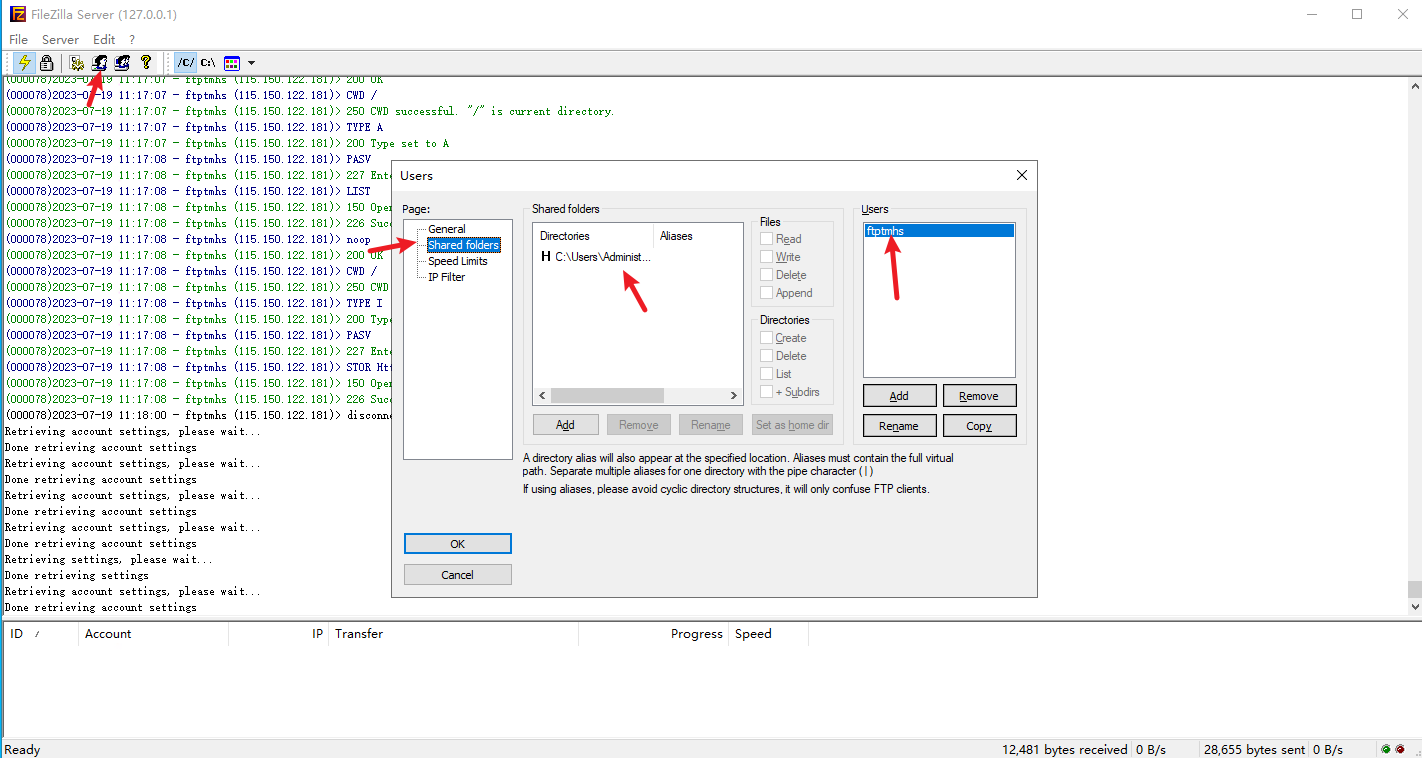 FileZilla Server (127.0.0.1)
File Server Edit ?
/C/ C:\
(000078)2023-07-19 11:17:07 - ftptmhs (115.150.122.181)> 200 OK
(000078)2023-07-19 11:17:07 - ftptmhs (115.150.122.181)> CWD /
(000078)2023-07-19 11:17:07 - ftptmhs (115.150.122.181)> 250 CWD successful. "/" is current directory.
(000078)2023-07-19 11:17:07 - ftptmhs (115.150.122.181)> TYPE A
(000078)2023-07-19 11:17:07 - ftptmhs (115.150.122.181)> 200 Type set to A
(000078)2023-07-19 11:17:08 - ftptmhs (115.150.122.181)> PASV
(000078)2023-07-19 11:17:08 - ftptmhs (115.150.122.181)> 227 Ente
(000078)2023-07-19 11:17:08 - ftptmhs (115.150.122.181)> LIST
(000078)2023-07-19 11:17:08 - ftptmhs (115.150.122.181)> 150 Open
(000078)2023-07-19 11:17:08 - ftptmhs (115.150.122.181)> 226 Suc
(000078)2023-07-19 11:17:08 - ftptmhs (115.150.122.181)> noop
(000078)2023-07-19 11:17:08 - ftptmhs (115.150.122.181)> 200 OK
(000078)2023-07-19 11:17:08 - ftptmhs (115.150.122.181)> CWD /
(000078)2023-07-19 11:17:08 - ftptmhs (115.150.122.181)> 250 CWD
(000078)2023-07-19 11:17:08 - ftptmhs (115.150.122.181)> TYPE I
(000078)2023-07-19 11:17:08 - ftptmhs (115.150.122.181)> 200 Type
(000078)2023-07-19 11:17:08 - ftptmhs (115.150.122.181)> PASV
(000078)2023-07-19 11:17:08 - ftptmhs (115.150.122.181)> 227 Ente
(000078)2023-07-19 11:17:08 - ftptmhs (115.150.122.181)> STOR Htt
(000078)2023-07-19 11:17:08 - ftptmhs (115.150.122.181)> 150 Open
(000078)2023-07-19 11:17:08 - ftptmhs (115.150.122.181)> 226 Suc
(000078)2023-07-19 11:18:00 - ftptmhs (115.150.122.181)> disconne
Retrieving account settings, please wait...
Done retrieving account settings
Retrieving account settings, please wait...
Done retrieving account settings
Retrieving account settings, please wait...
Done retrieving account settings
Retrieving account settings, please wait...
Done retrieving account settings
Retrieving settings, please wait...
Done retrieving settings
Retrieving account settings, please wait...
Done retrieving account settings
Users
Page:
General
Shared folders
Speed Limits
IP Filter
OK
Cancel
Shared folders
Directories Aliases
H C:\Users\Administ...
Add Remove Rename Set as home dir
Files
Read
Write
Delete
Append
Directories
Create
Delete
List
+ Subdirs
Users
ftptmhs
Add Remove
Rename Copy
A directory alias will also appear at the specified location. Aliases must contain the full virtual
path. Separate multiple aliases for one directory with the pipe character (|)
If using aliases, please avoid cyclic directory structures, it will only confuse FTP clients.
ID / Account IP Transfer Progress Speed
Ready 12,481 bytes received 0 B/s 28,655 bytes sent 0 B/s